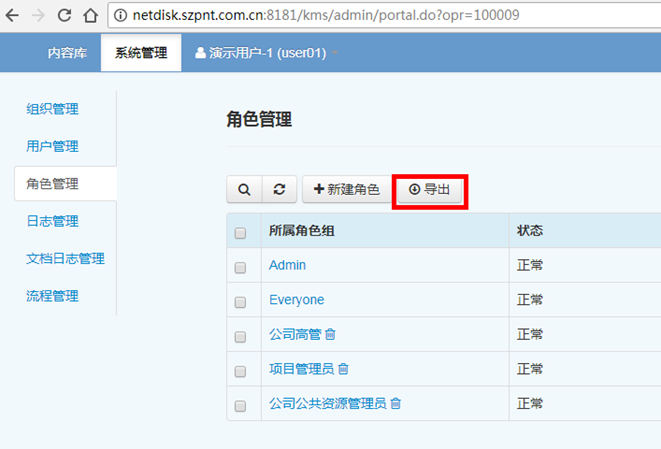 netdisk.szpnt.com.cn:8181/kms/admin/portal.do?opr=100009
内容库 系统管理 演示用户-1 (user01)
组织管理
用户管理
角色管理
日志管理
文档日志管理
流程管理
角色管理
新建角色 导出
所属角色组 状态
Admin 正常
Everyone 正常
公司高管 正常
项目管理员 正常
公司公共资源管理员 正常